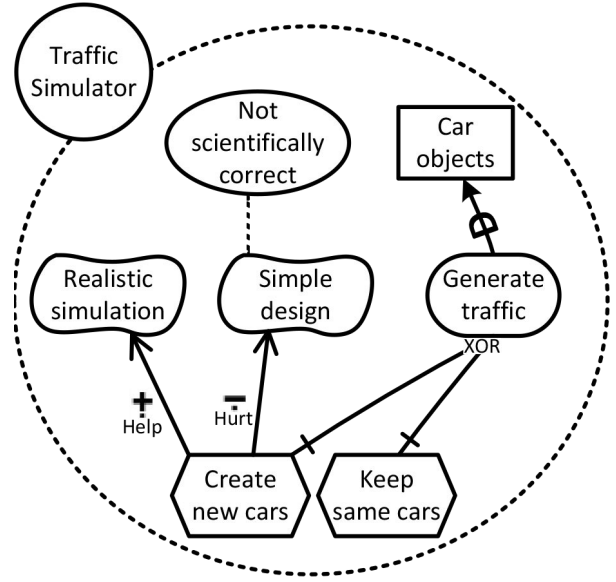 Traffic
Simulator
Not
scientifically
correct
Car
objects
Realistic
simulation
Simple
design
Generate
traffic
XOR
+
Help
-
Hurt
D
Create
new cars
Keep
same cars